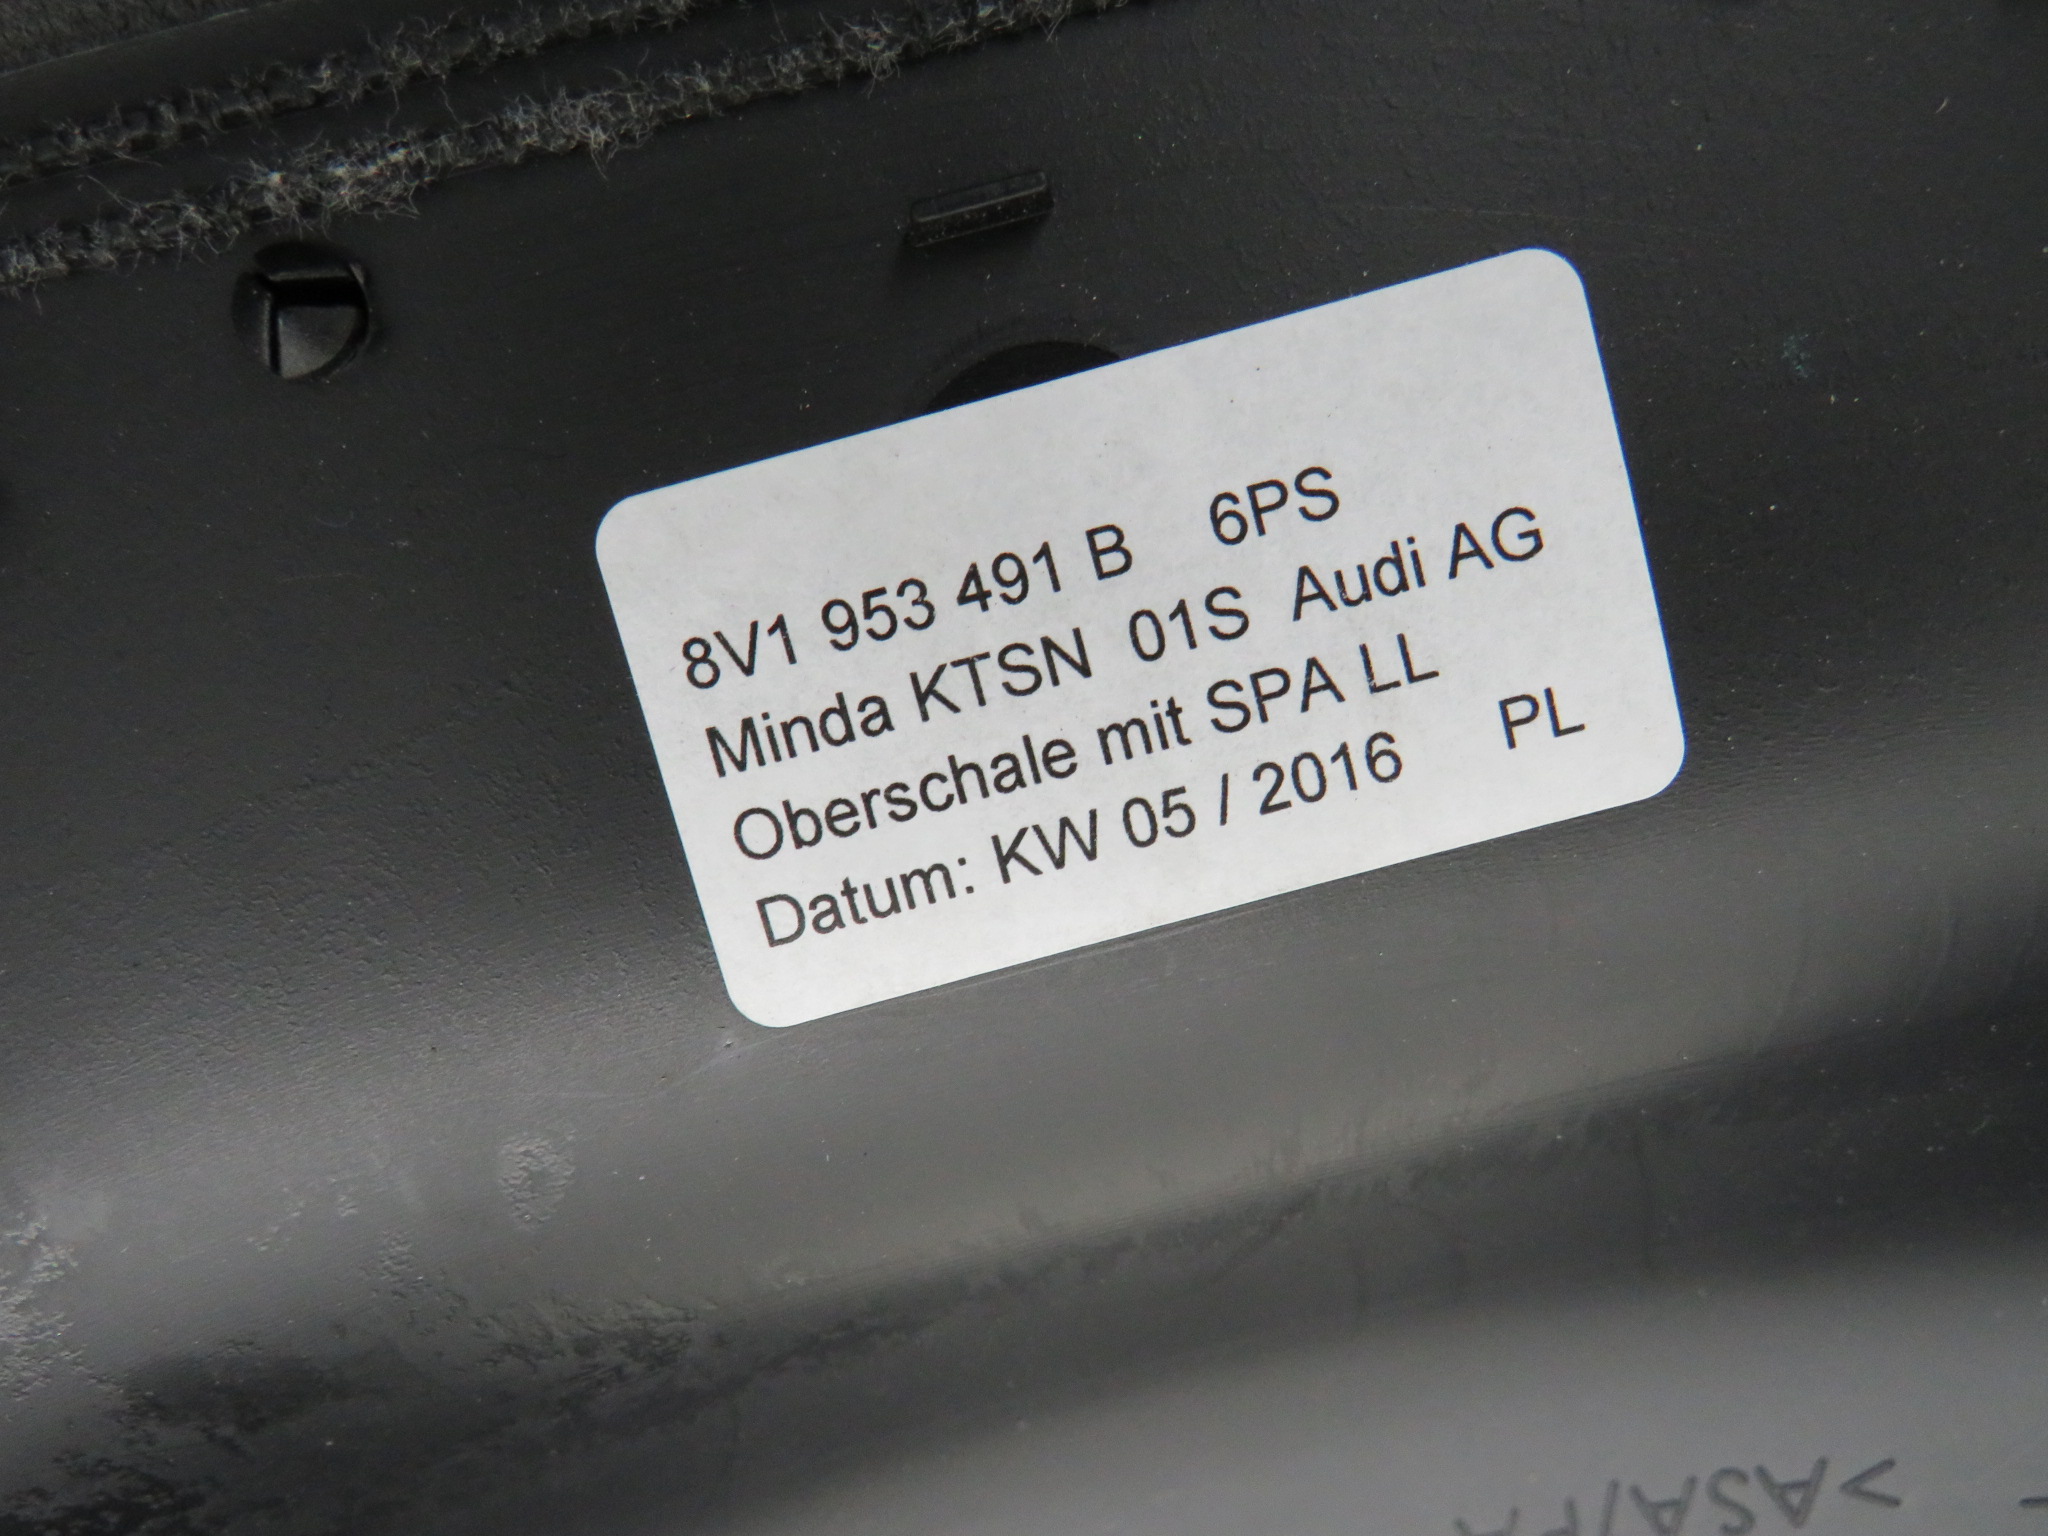 8V1 953 491 B 6PS
Minda KTSN 01S Audi AG
Oberschale mit SPA LL
Datum: KW 05 / 2016 PL